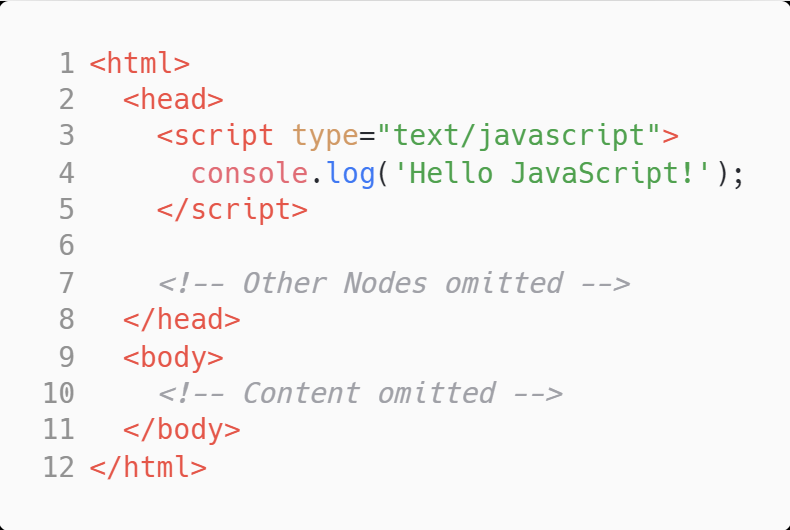 1 <html>
2   <head>
3     <script type="text/javascript">
4       console.log('Hello JavaScript!');
5     </script>
6
7     <!-- Other Nodes omitted -->
8   </head>
9   <body>
10     <!-- Content omitted -->
11   </body>
12 </html>